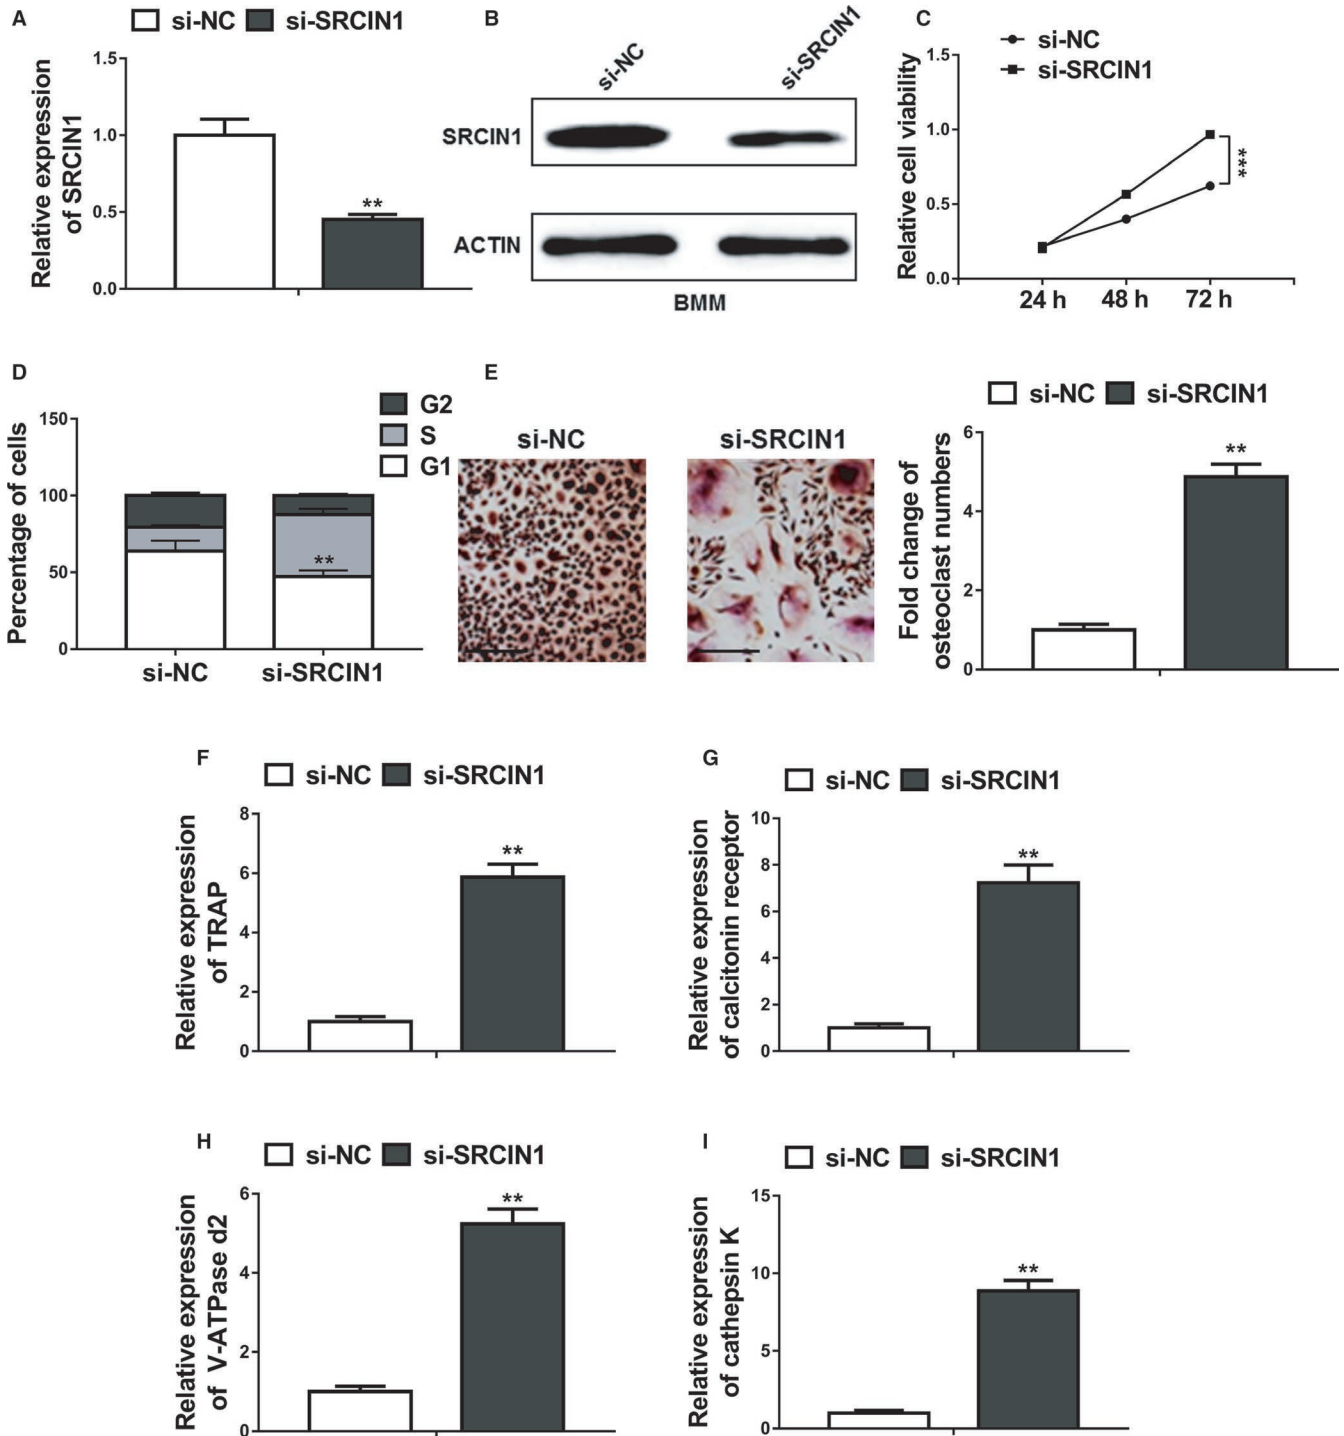 A
si-NC si-SRCIN1
Relative expression
of SRCIN1
1.5
1.0
0.5
0.0
**
B
si-NC
si-SRCIN1
SRCIN1
ACTIN
BMM
C
si-NC
si-SRCIN1
Relative cell viability
1.5
1.0
0.5
0.0
***
24 h 48 h 72 h
D
G2
S
G1
Percentage of cells
150
100
50
0
**
si-NC si-SRCIN1
E
si-NC si-SRCIN1
si-NC si-SRCIN1
Fold change of
osteoclast numbers
6
4
2
0
**
F
si-NC si-SRCIN1
Relative expression
of TRAP
8
6
4
2
0
**
G
si-NC si-SRCIN1
Relative expression
of calcitonin receptor
10
8
6
4
2
0
**
H
si-NC si-SRCIN1
Relative expression
of V-ATPase d2
6
4
2
0
**
I
si-NC si-SRCIN1
Relative expression
of cathepsin K
15
10
5
0
**